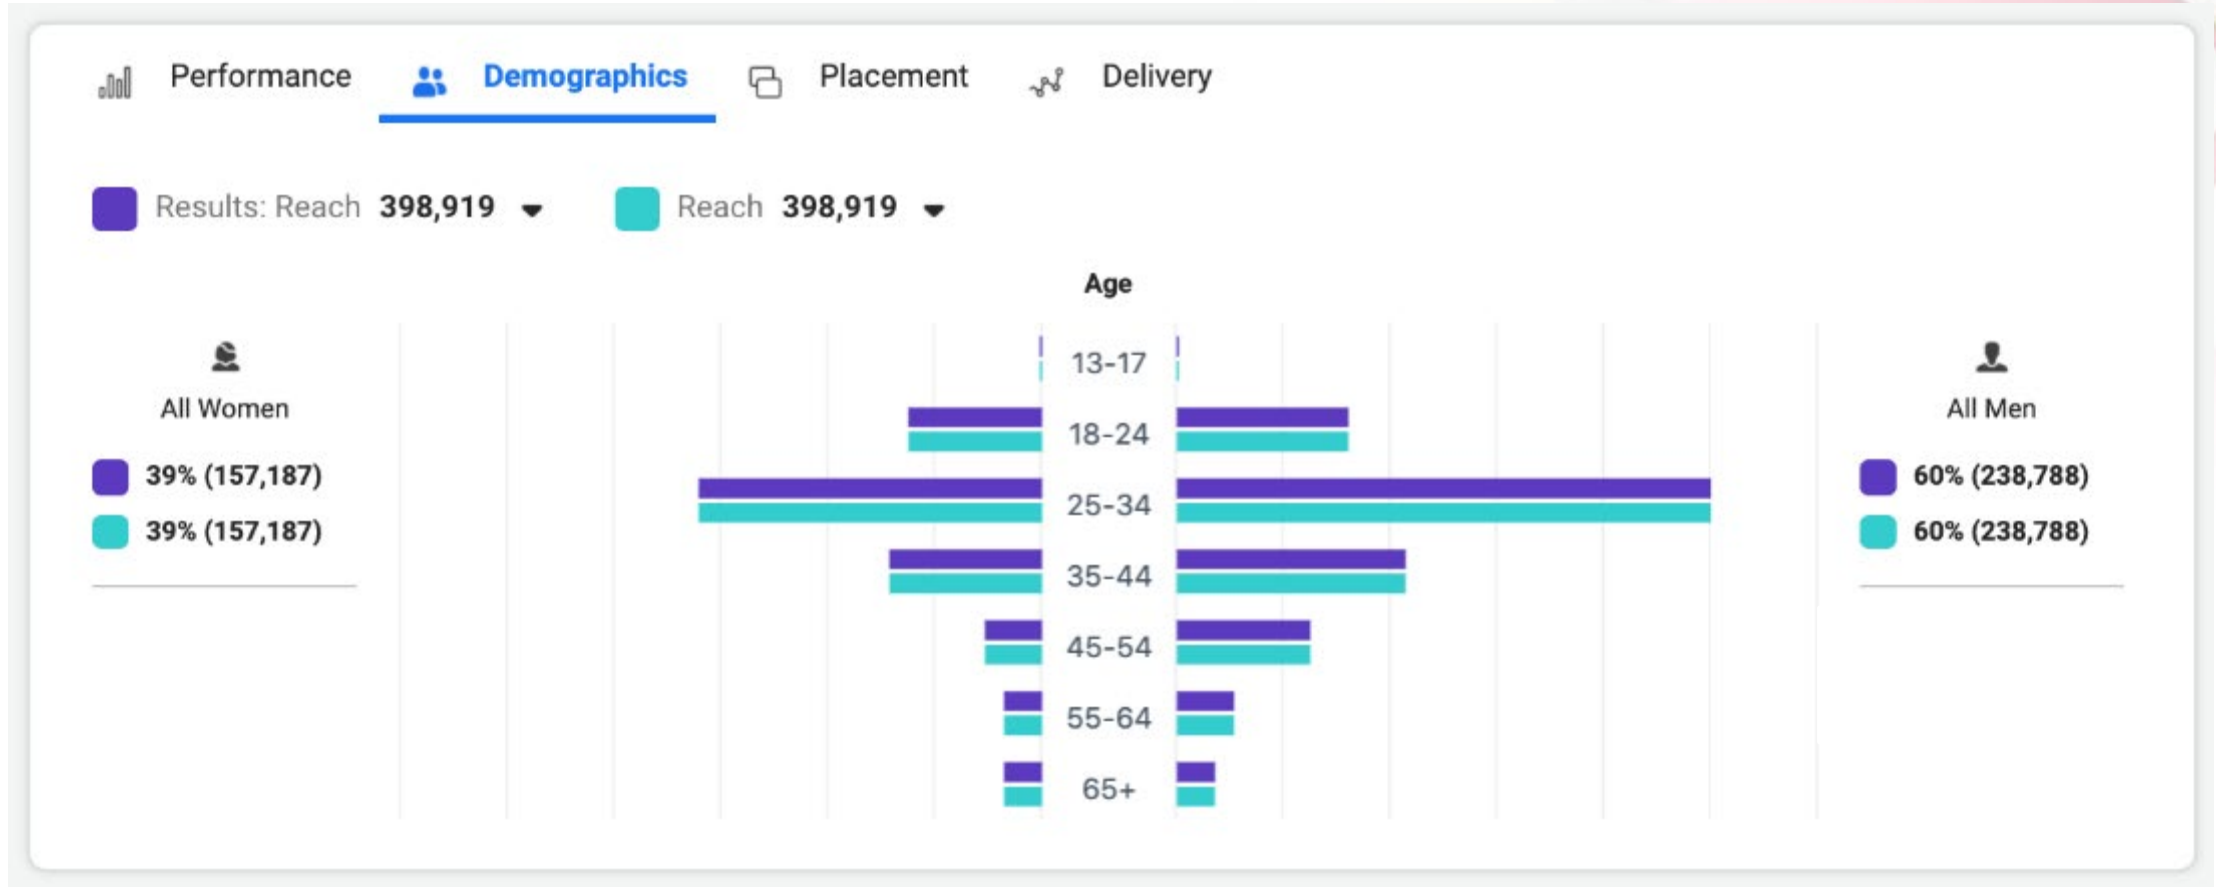 Performance
Demographics
Placement
Delivery
Results: Reach 398,919
Reach 398,919
Age
All Women
39% (157,187)
39% (157,187)
13-17
18-24
25-34
35-44
45-54
55-64
65+
All Men
60% (238,788)
60% (238,788)